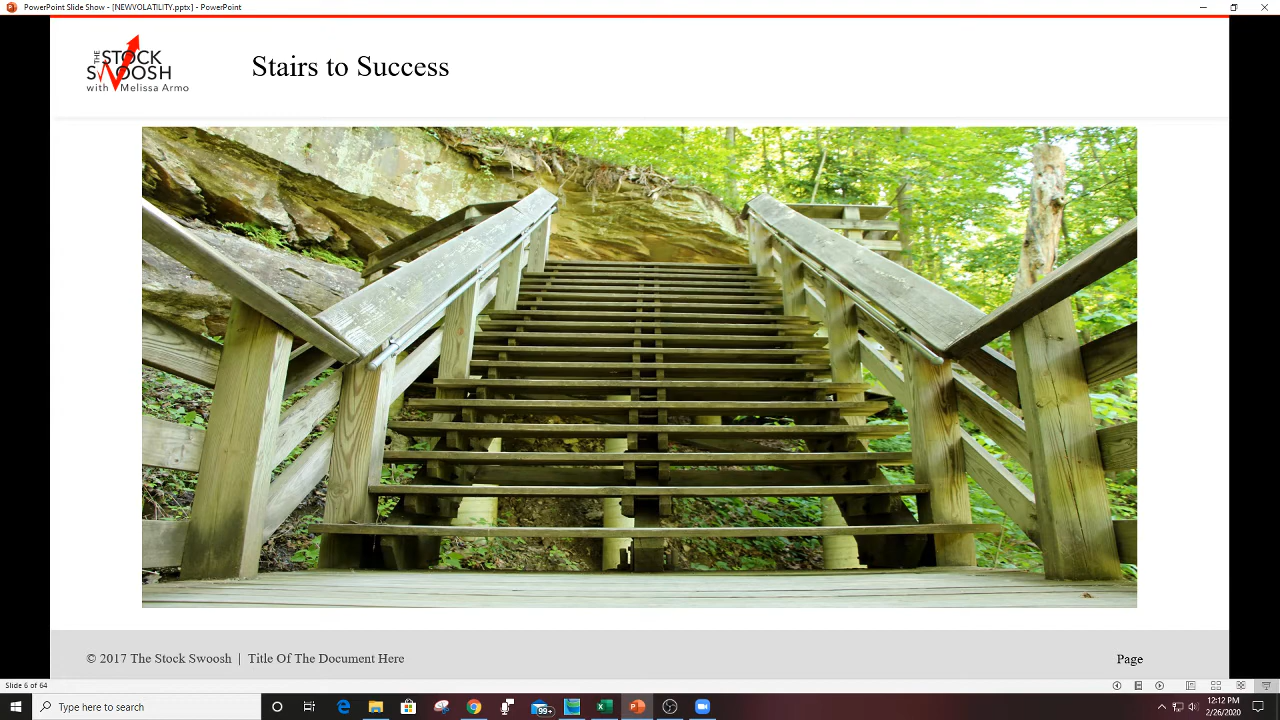 PowerPoint Slide Show - [NEWVOLATILITY.pptx] - PowerPoint
THE STOCK
SWOOSH
with Melissa Armo
Stairs to Success
© 2017 The Stock Swoosh | Title Of The Document Here
Page
Slide 6 of 64
Type here to search
99+
12:12 PM
2/26/2020